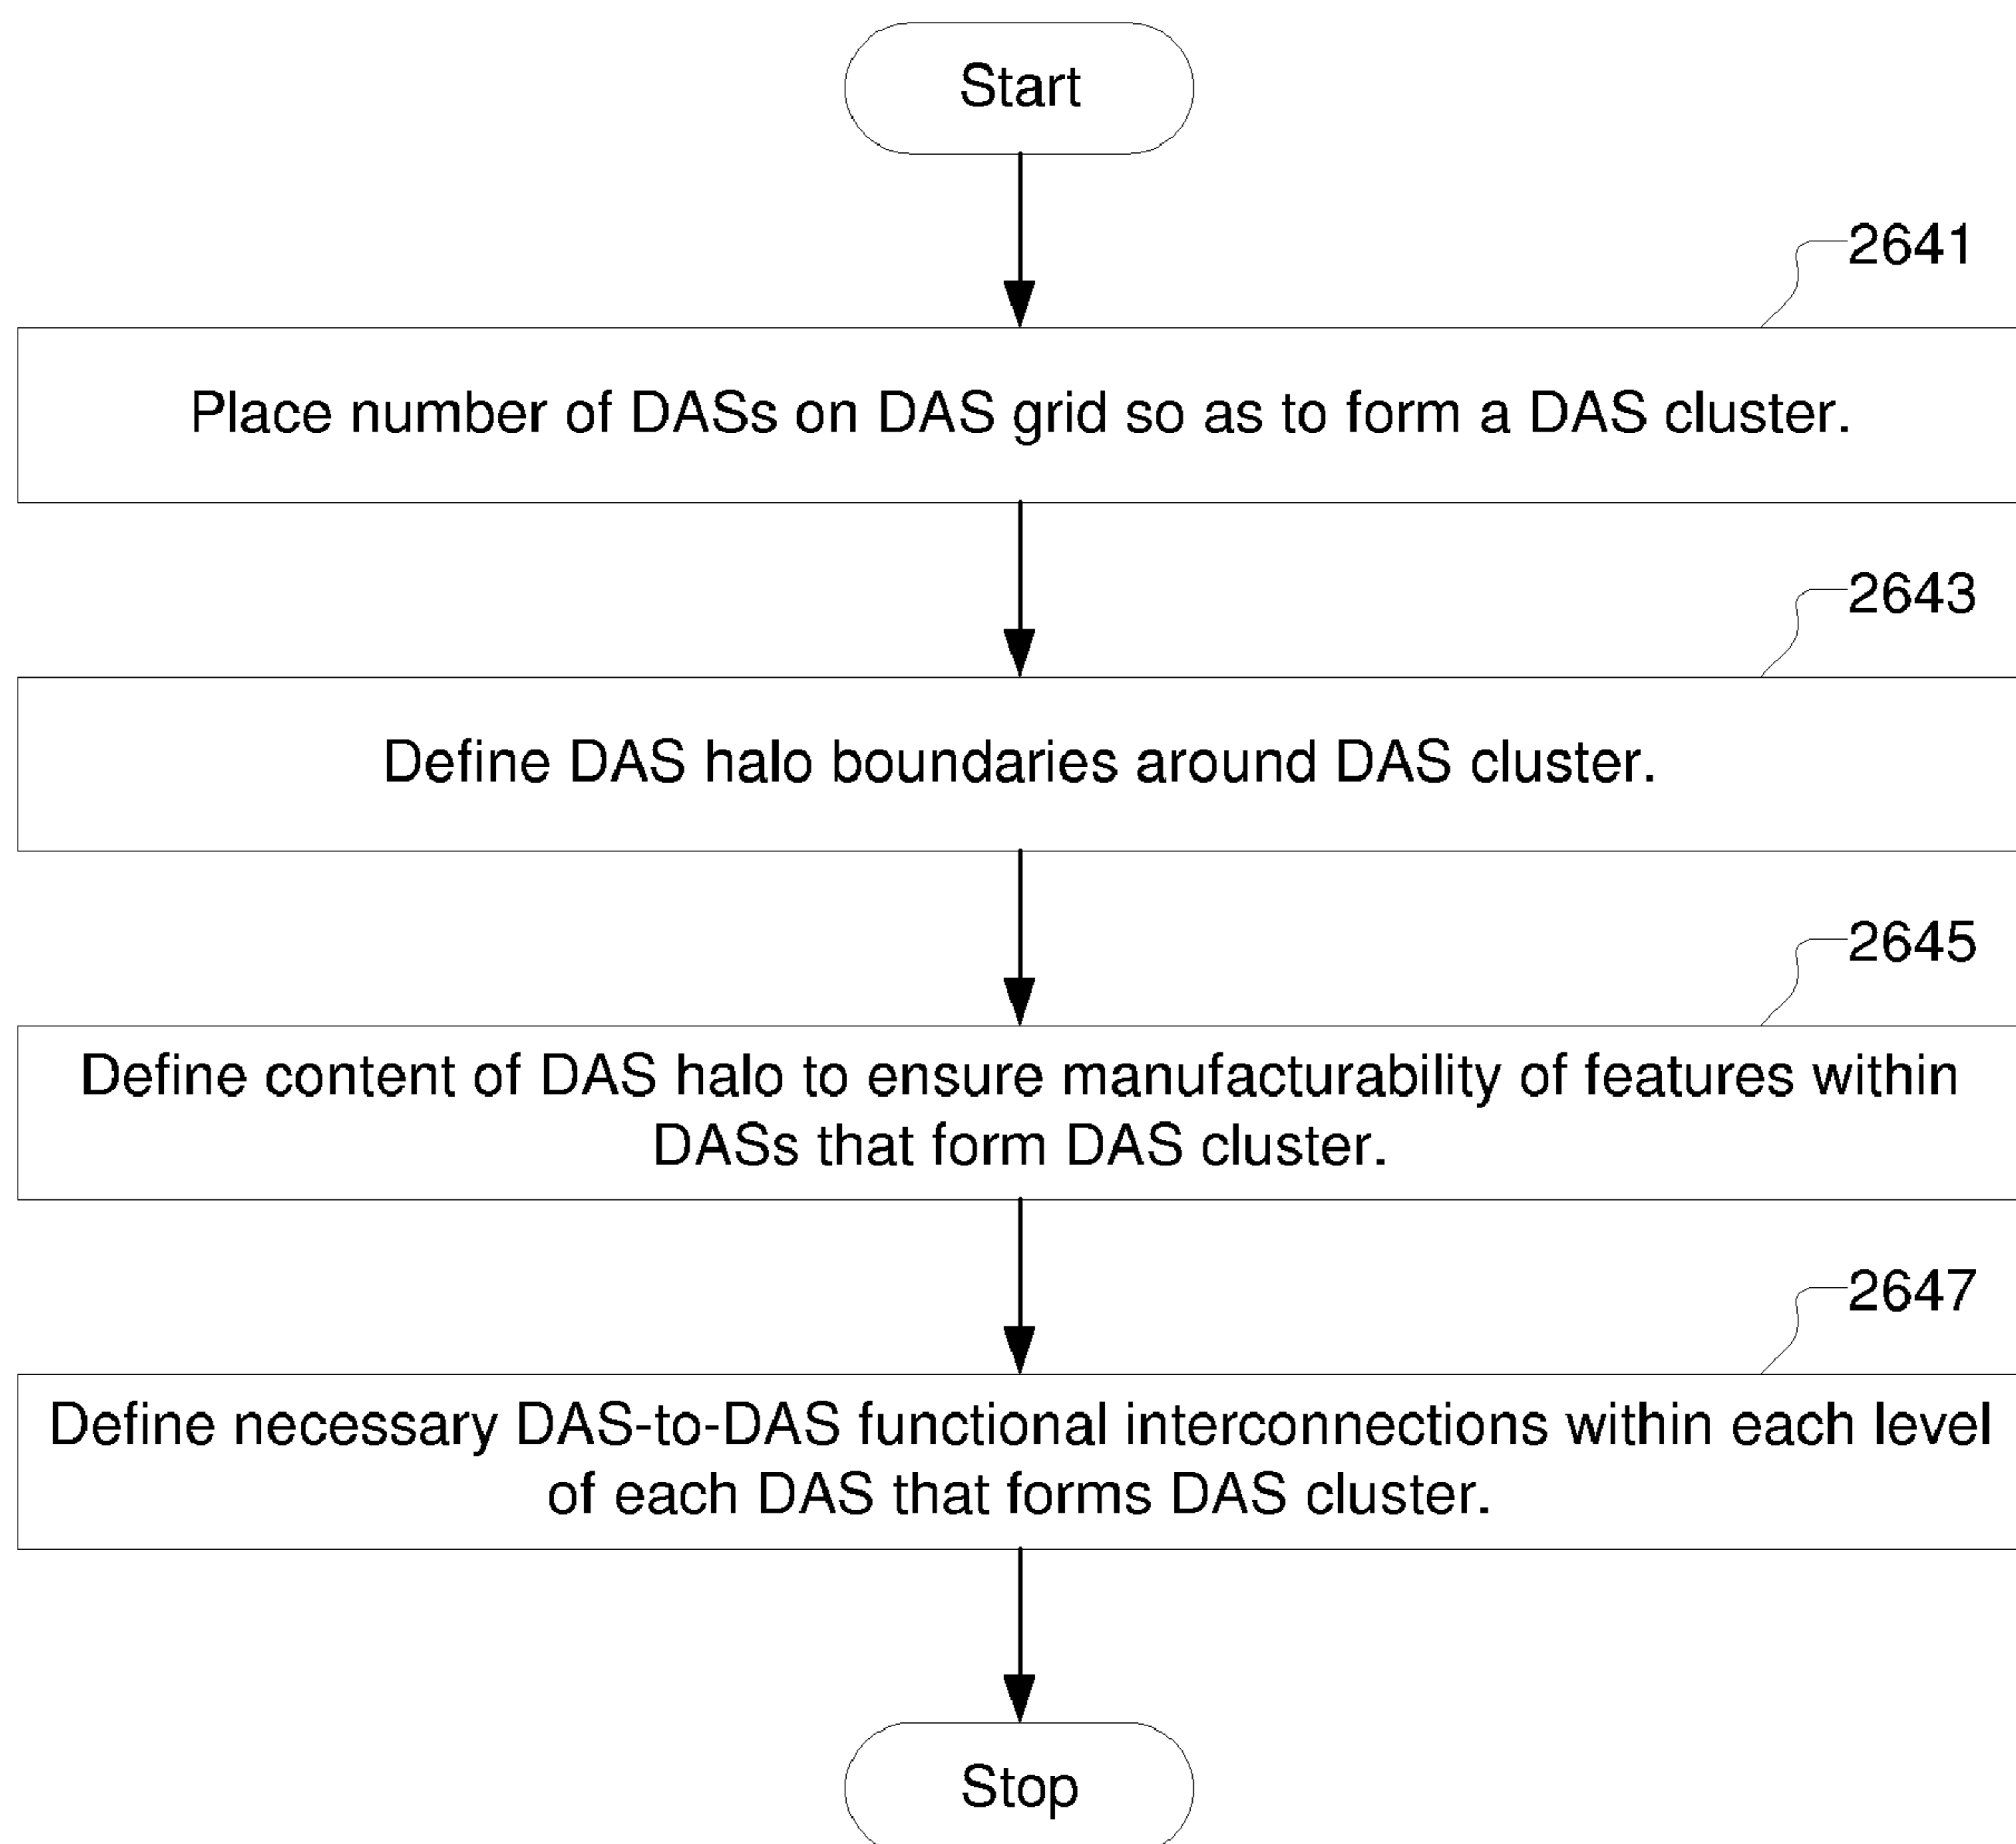 Start
2641
Place number of DASs on DAS grid so as to form a DAS cluster.
2643
Define DAS halo boundaries around DAS cluster.
2645
Define content of DAS halo to ensure manufacturability of features within
DASs that form DAS cluster.
2647
Define necessary DAS-to-DAS functional interconnections within each level
of each DAS that forms DAS cluster.
Stop